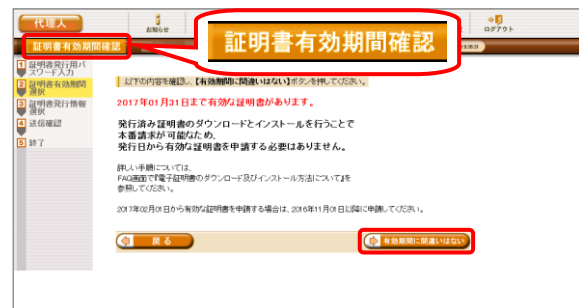 代理人
お知らせ
ログアウト
証明書有効期間確認
証明書有効期間確認
1 証明書発行用パスワード入力
2 証明書有効期間選択
3 証明書発行情報選択
4 送信確認
5 終了
以下の内容を確認し、【有効期間に間違いはない】ボタンを押してください。
2017年01月31日まで有効な証明書があります。
発行済み証明書のダウンロードとインストールを行うことで
本番請求が可能なため、
発行日から有効な証明書を申請する必要はありません。
詳しい手順については、
FAQ画面で『電子証明書のダウンロード及びインストール方法について』を
参照してください。
2017年02月01日から有効な証明書を申請する場合は、2016年11月01日以降に申請してください。
戻る
有効期間に間違いはない